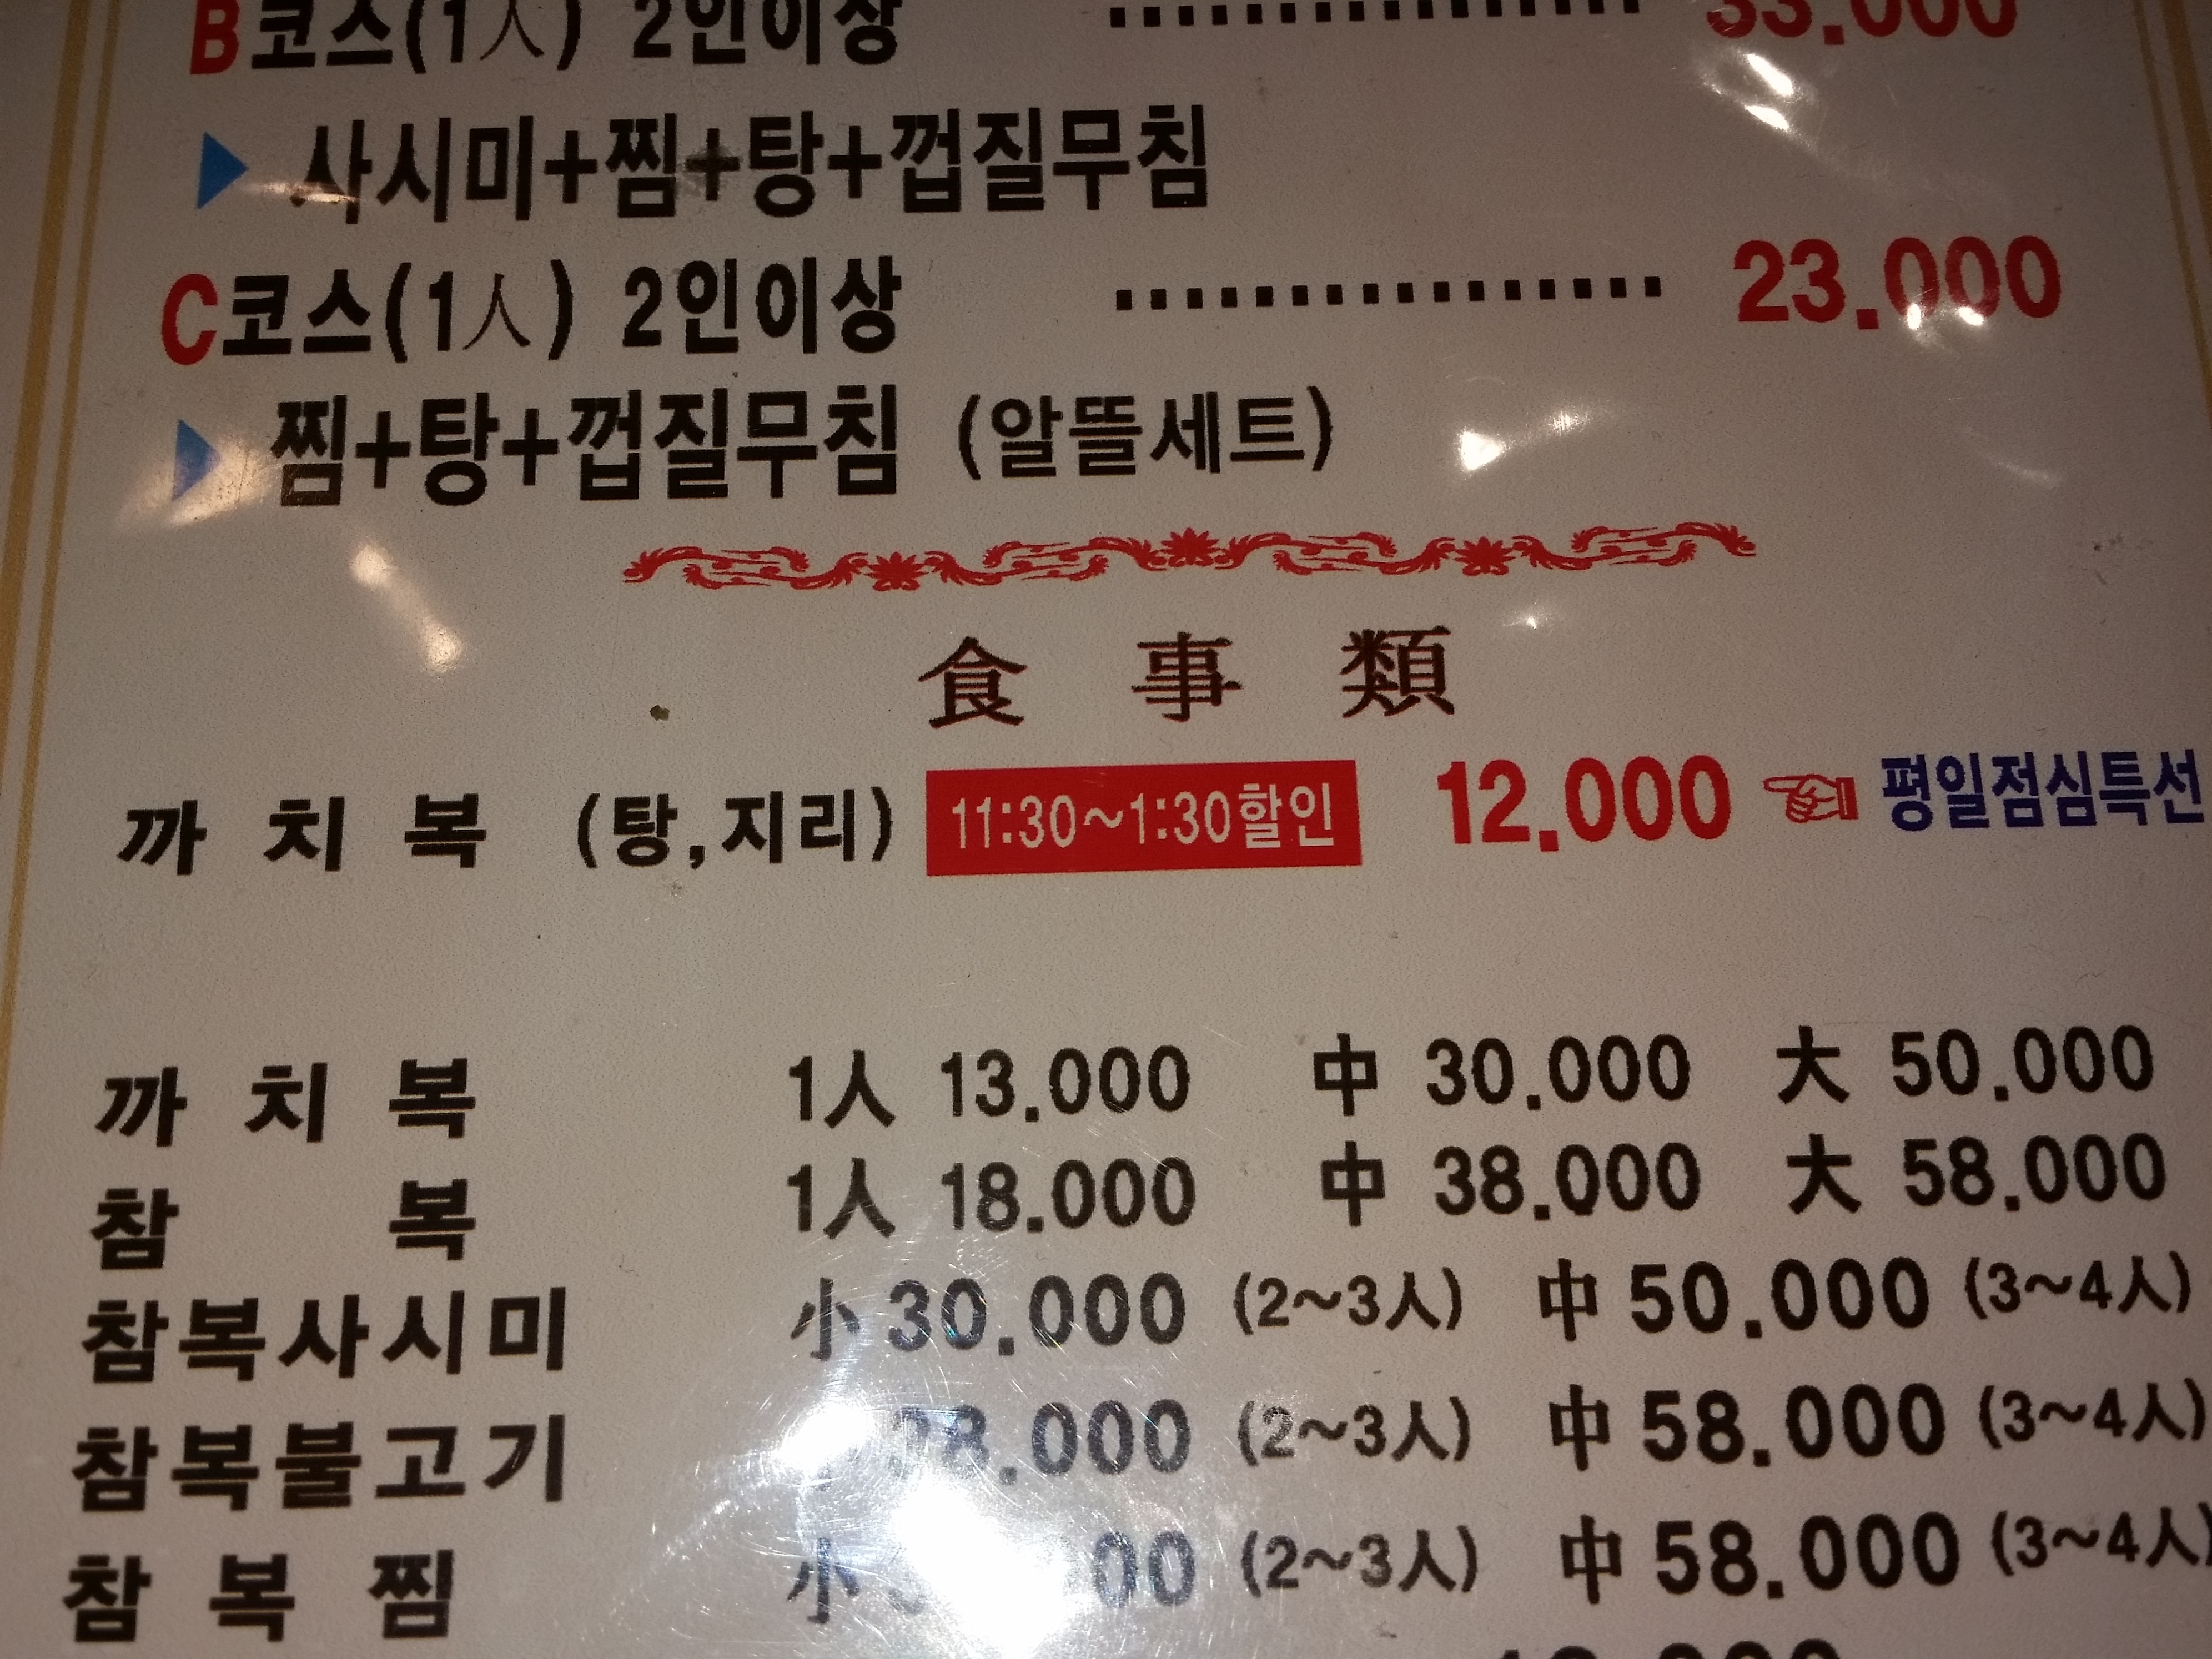 B코스(1人) 2인이상 ················ 33.000
▶ 사시미+찜+탕+껍질무침
C코스(1人) 2인이상 ················ 23.000
▶ 찜+탕+껍질무침 (알뜰세트)
食 事 類
까 치 복 (탕,지리) 11:30~1:30할인 12.000 ☜ 평일점심특선
까 치 복 1人 13.000 中 30.000 大 50.000
참 복 1人 18.000 中 38.000 大 58.000
참복사시미 小 30.000 (2~3人) 中 50.000 (3~4人)
참복불고기 (2~3人) 中 58.000 (3~4人)
참 복 찜 小 (2~3人) 中 58.000 (3~4人)